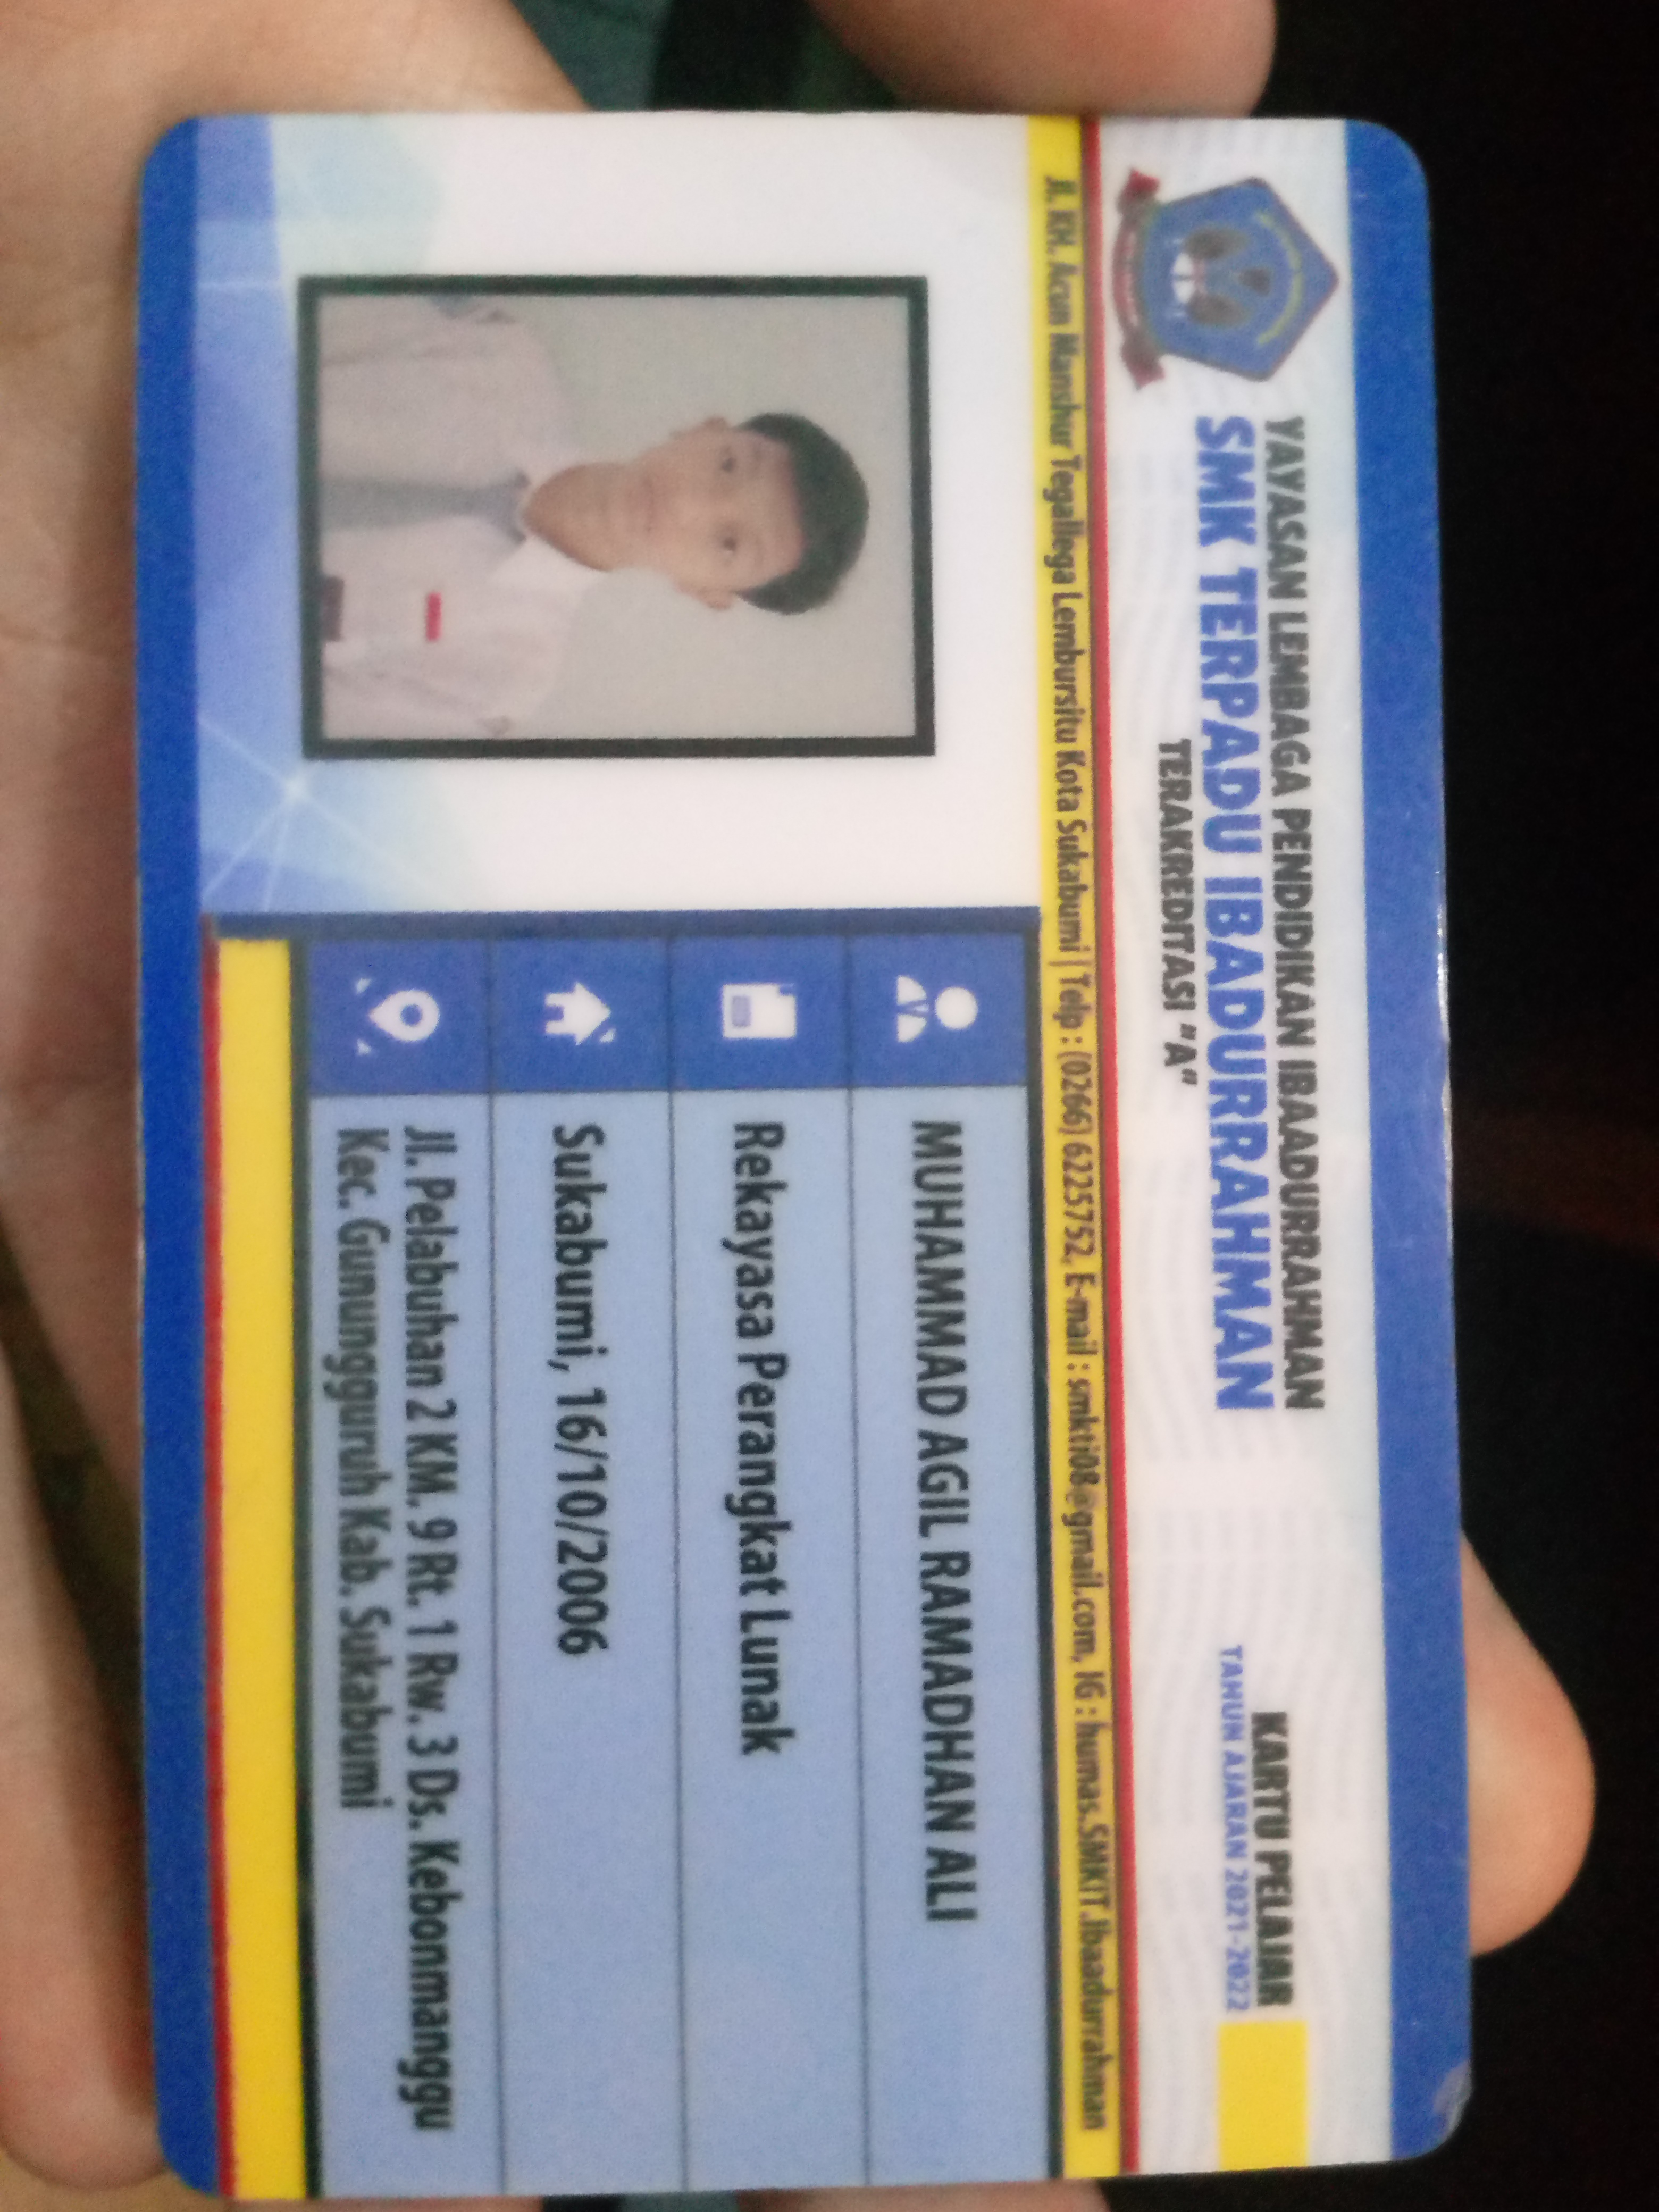 YAYASAN LEMBAGA PENDIDIKAN IBAADURRAHMAN
SMK TERPADU IBADURRAHMAN
TERAKREDITASI "A"
KARTU PELAJAR
TAHUN AJARAN 2021-2022
Jl. KH. Acun Manshur Tegallega Lembursitu Kota Sukabumi | Telp : (0266) 6225752, E-mail : smkti08@gmail.com, IG : humas.SMKIT.Ibaadurrahman
MUHAMMAD AGIL RAMADHAN ALI
Rekayasa Perangkat Lunak
Sukabumi, 16/10/2006
Jl. Pelabuhan 2 KM. 9 Rt. 1 Rw. 3 Ds. Kebonmanggu
Kec. Gunungguruh Kab. Sukabumi